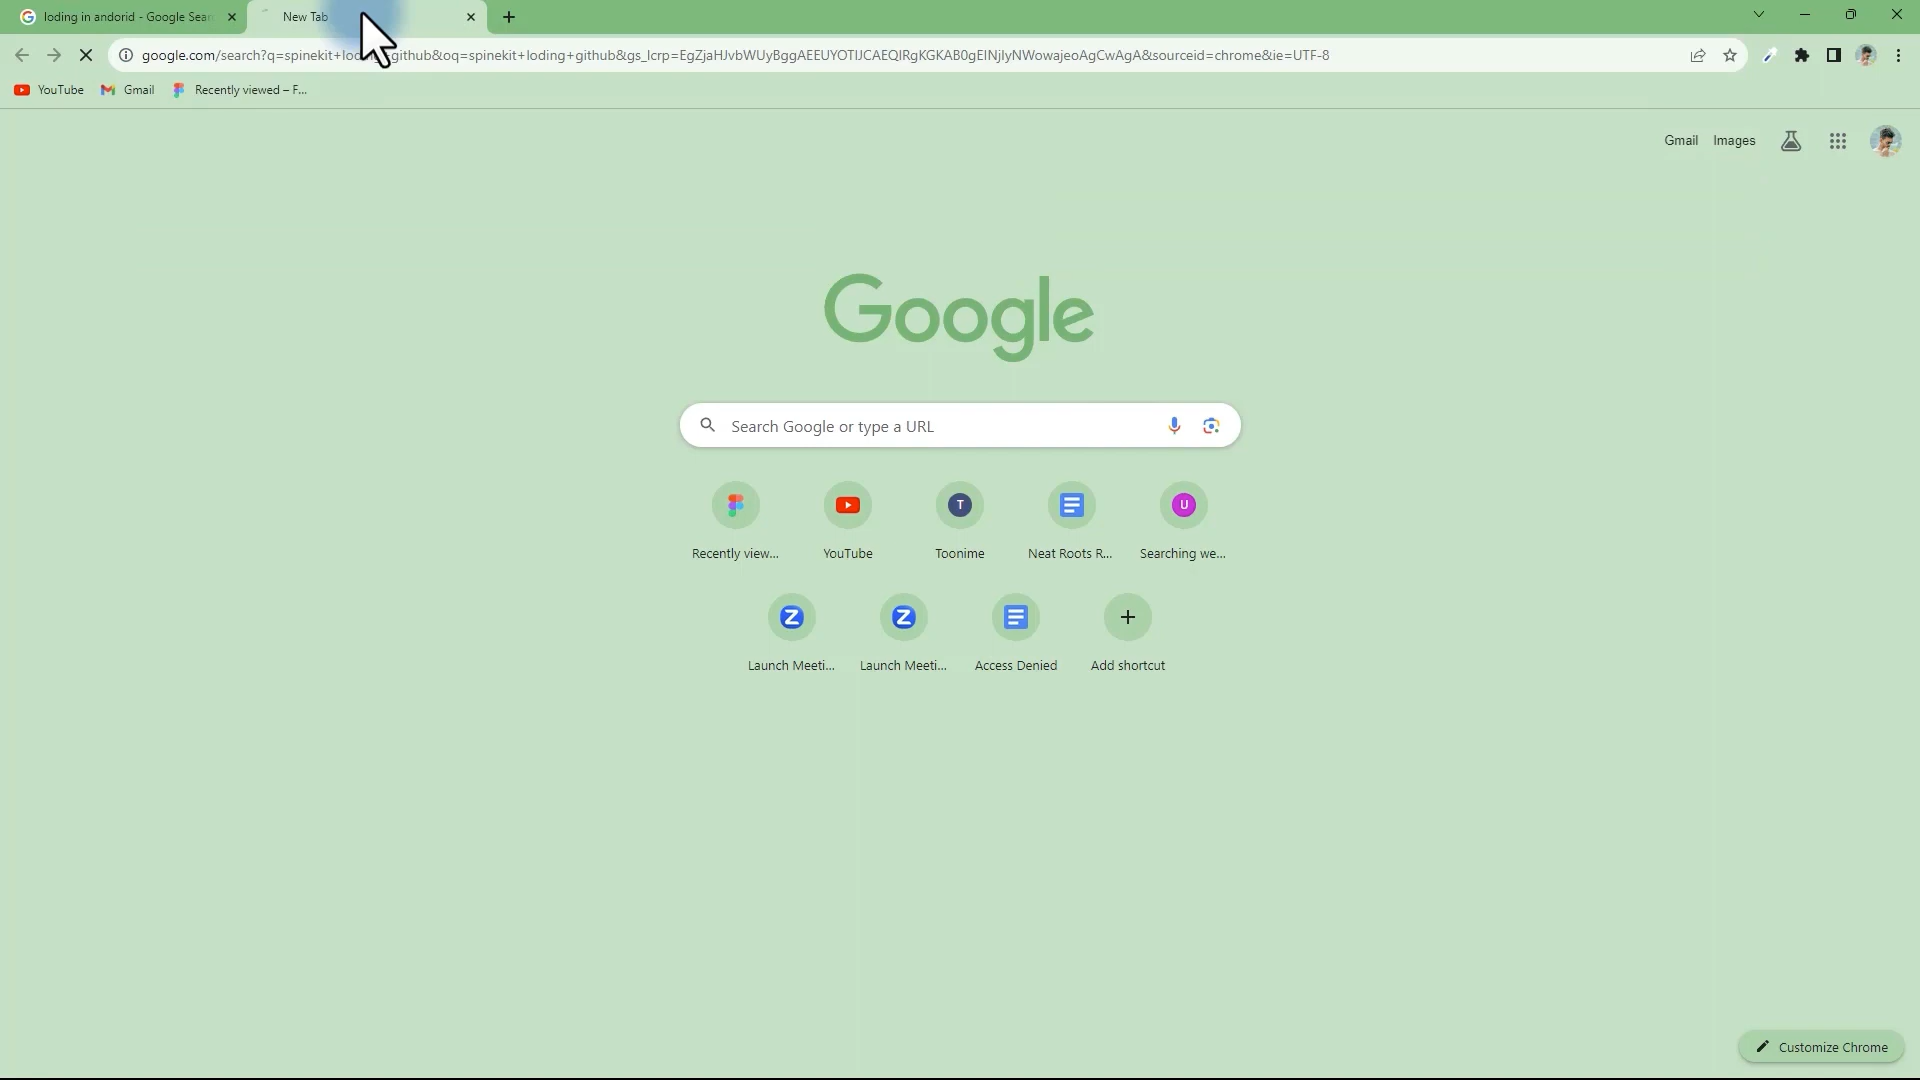 loding in andorid - Google Sear
New Tab
google.com/search?q=spinekit+loding+github&oq=spinekit+loding+github&gs_lcrp=EgZjaHJvbWUyBggAEEUYOTIJCAEQIRgKGKAB0gEINjIyNWowajeoAgCwAgA&sourceid=chrome&ie=UTF-8
YouTube
Gmail
Recently viewed – F...
Gmail Images
Google
Search Google or type a URL
T
U
Recently view...
YouTube
Toonime
Neat Roots R...
Searching we...
Launch Meeti...
Launch Meeti...
Access Denied
Add shortcut
Customize Chrome